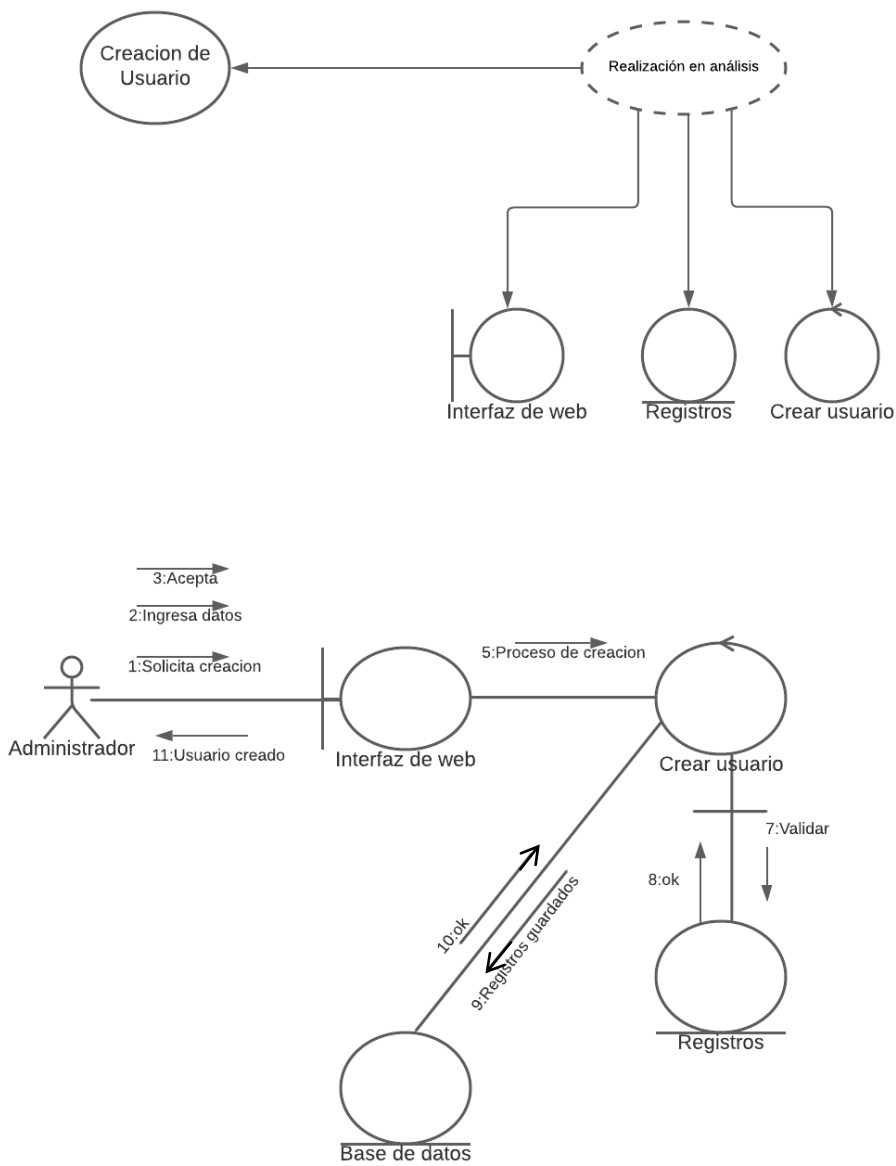 Creacion de
Usuario
Realización en análisis
Interfaz de web
Registros
Crear usuario
3:Acepta
2:Ingresa datos
1:Solicita creacion
5:Proceso de creacion
Administrador
11:Usuario creado
Interfaz de web
Crear usuario
7:Validar
8:ok
10:ok
9:Registros guardados
Registros
Base de datos